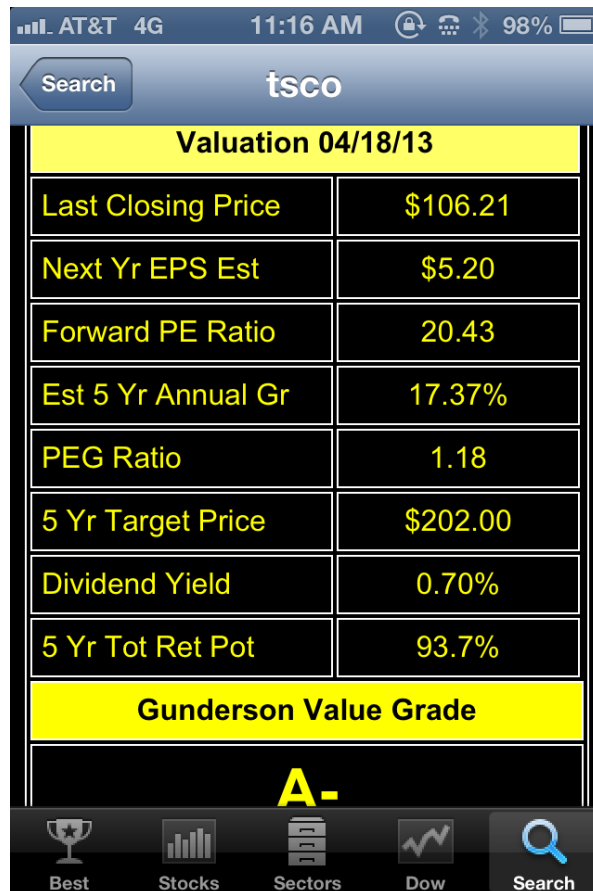 AT&T 4G 11:16 AM 98%
Search tsco
Valuation 04/18/13
Last Closing Price $106.21
Next Yr EPS Est $5.20
Forward PE Ratio 20.43
Est 5 Yr Annual Gr 17.37%
PEG Ratio 1.18
5 Yr Target Price $202.00
Dividend Yield 0.70%
5 Yr Tot Ret Pot 93.7%
Gunderson Value Grade
A-
Best Stocks Sectors Dow Search